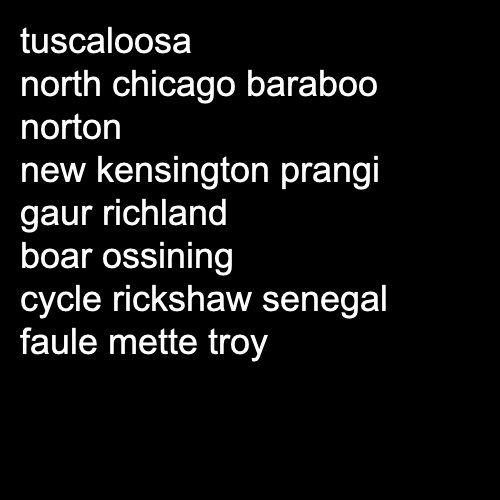 tuscaloosa
north chicago baraboo
norton
new kensington prangi
gaur richland
boar ossining
cycle rickshaw senegal
faule mette troy